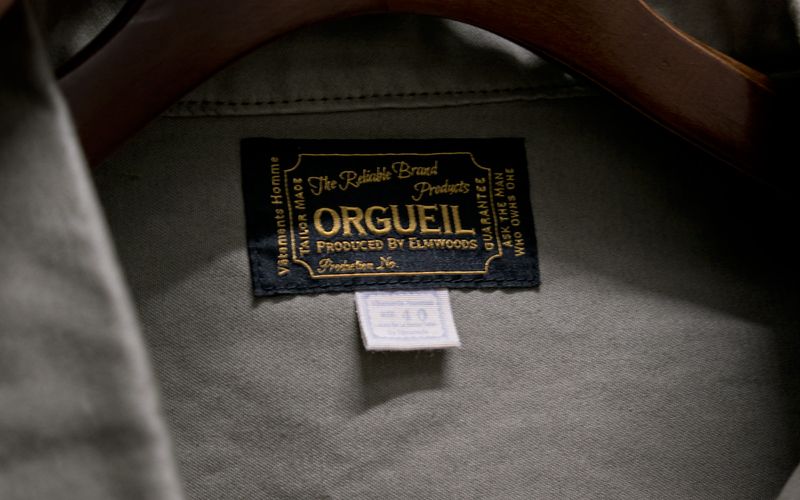 Vêtements Homme
TAILOR MADE
The Reliable Brand
Products
ORGUEIL
PRODUCED BY ELMWOODS
Production No.
GUARANTEE
ASK THE MAN
WHO OWNS ONE
40